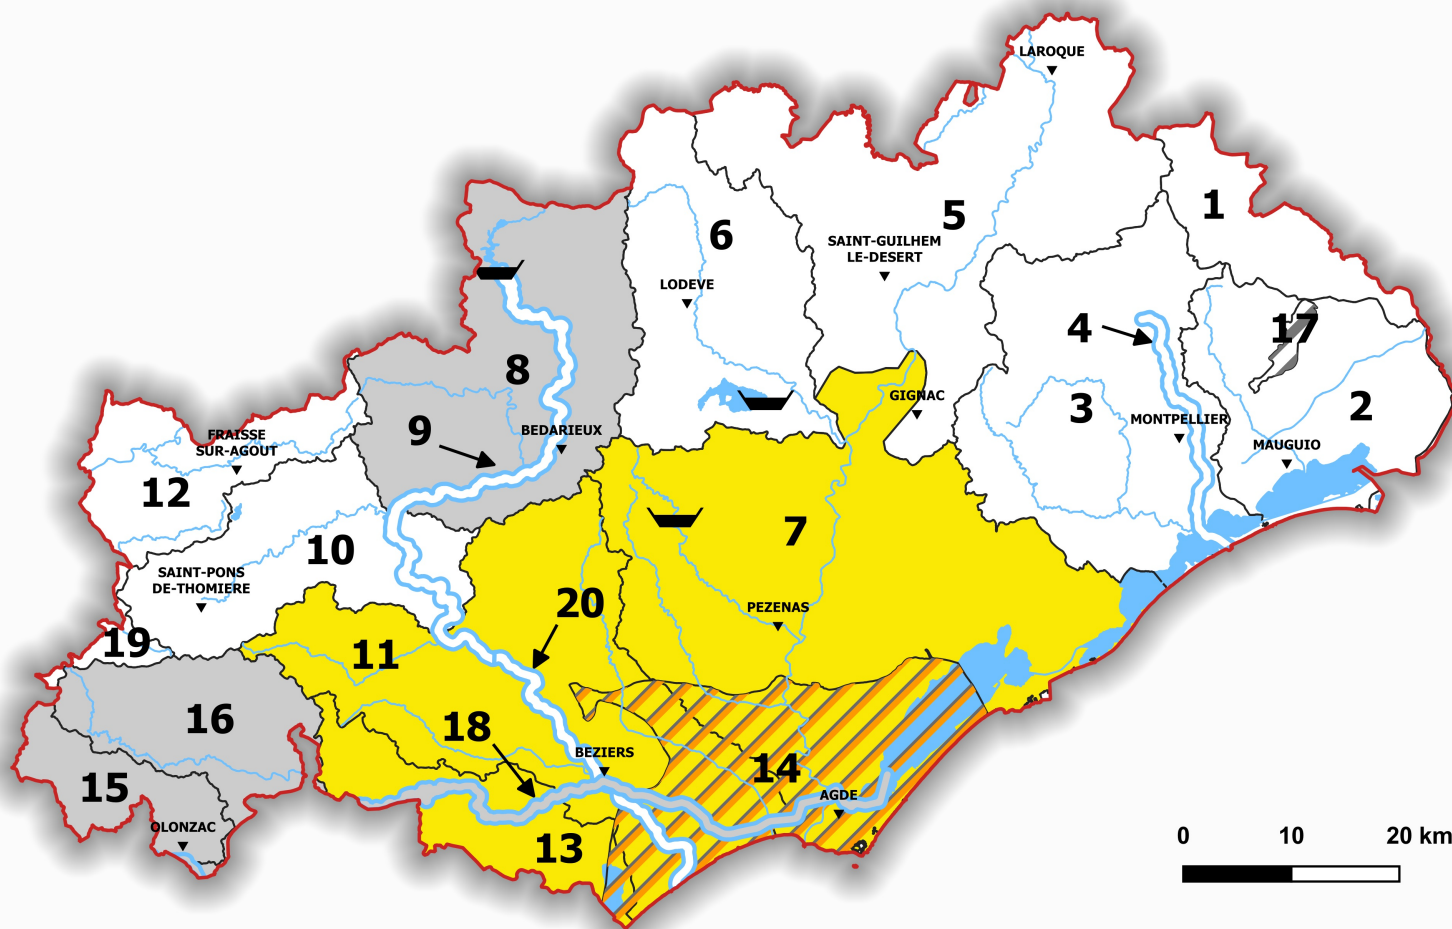 LAROQUE
1
5
6
SAINT-GUILHEM
LE-DESERT
LODEVE
4
17
8
GIGNAC
3
2
MONTPELLIER
9
BEDARIEUX
FRAISSE
SUR-AGOUT
MAUGUIO
12
7
10
SAINT-PONS
DE-THOMIERE
20
PEZENAS
19
11
16
18
BEZIERS
14
15
AGDE
OLONZAC
13
0 10 20 km